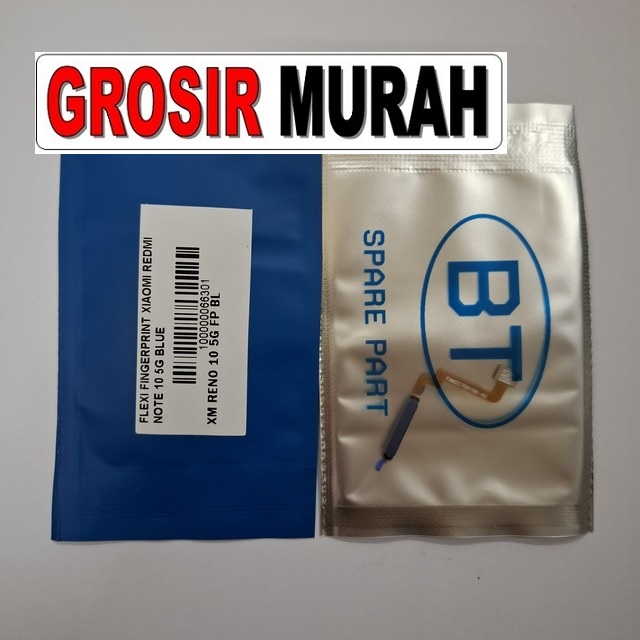 GROSIR MURAH
FLEXI FINGERPRINT XIAOMI REDMI
NOTE 10 5G BLUE
100000066301
XM RENO 10 5G FP BL
BT
SPARE PART